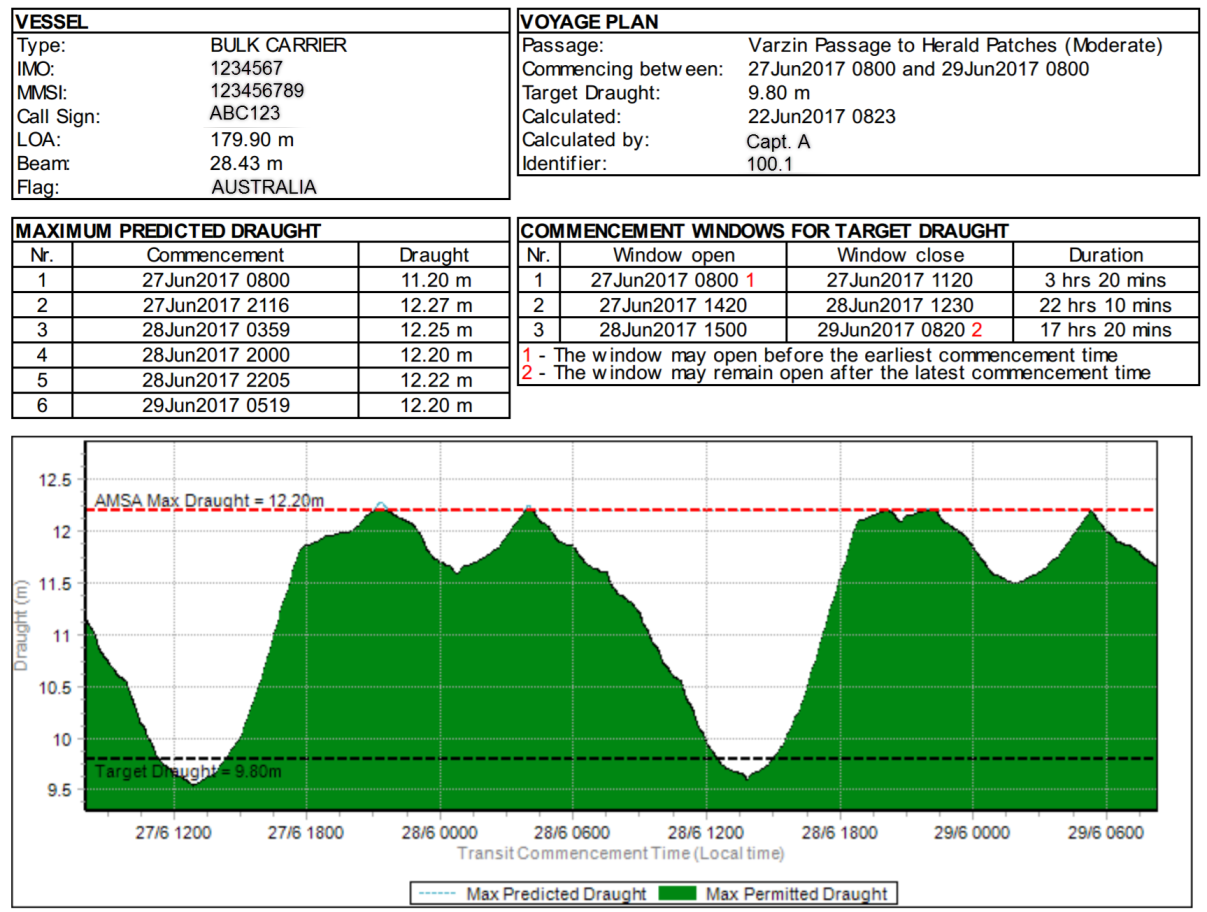 VESSEL
Type: BULK CARRIER
IMO: 1234567
MMSI: 123456789
Call Sign: ABC123
LOA: 179.90 m
Beam: 28.43 m
Flag: AUSTRALIA
VOYAGE PLAN
Passage: Varzin Passage to Herald Patches (Moderate)
Commencing between: 27Jun2017 0800 and 29Jun2017 0800
Target Draught: 9.80 m
Calculated: 22Jun2017 0823
Calculated by: Capt. A
Identifier: 100.1
MAXIMUM PREDICTED DRAUGHT
Nr. Commencement Draught
1 27Jun2017 0800 11.20 m
2 27Jun2017 2116 12.27 m
3 28Jun2017 0359 12.25 m
4 28Jun2017 2000 12.20 m
5 28Jun2017 2205 12.22 m
6 29Jun2017 0519 12.20 m
COMMENCEMENT WINDOWS FOR TARGET DRAUGHT
Nr. Window open Window close Duration
1 27Jun2017 0800 1 27Jun2017 1120 3 hrs 20 mins
2 27Jun2017 1420 28Jun2017 1230 22 hrs 10 mins
3 28Jun2017 1500 29Jun2017 0820 2 17 hrs 20 mins
1 - The window may open before the earliest commencement time
2 - The window may remain open after the latest commencement time
12.5
AMSA Max Draught = 12.20m
12
11.5
Draught (m)
11
10.5
10
Target Draught = 9.80m
9.5
27/6 1200 27/6 1800 28/6 0000 28/6 0600 28/6 1200 28/6 1800 29/6 0000 29/6 0600
Transit Commencement Time (Local time)
Max Predicted Draught Max Permitted Draught